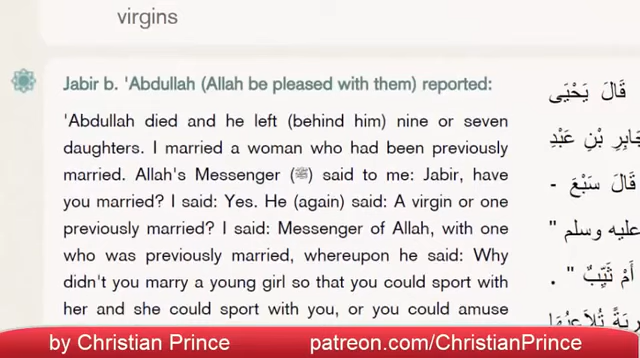 virgins
Jabir b. 'Abdullah (Allah be pleased with them) reported:
'Abdullah died and he left (behind him) nine or seven
daughters. I married a woman who had been previously
married. Allah's Messenger (ﷺ) said to me: Jabir, have
you married? I said: Yes. He (again) said: A virgin or one
previously married? I said: Messenger of Allah, with one
who was previously married, whereupon he said: Why
didn't you marry a young girl so that you could sport with
her and she could sport with you, or you could amuse
قَالَ يَحْيَى
جَابِرِ بْنِ عَبْدِ
قَالَ سَبْعَ -
عليه وسلم "
أَمْ ثَيِّبٌ " .
by Christian Prince patreon.com/ChristianPrince